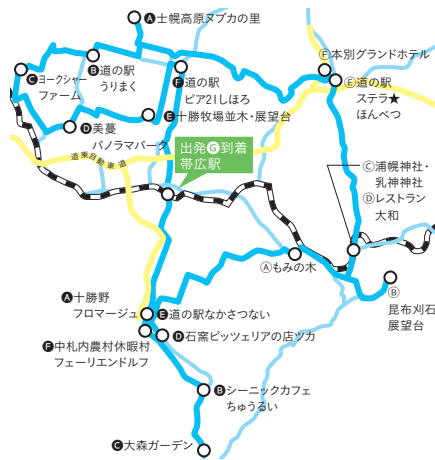 Ⓐ士幌高原ヌプカの里
Ⓑ道の駅
うりまく
Ⓒヨークシャー
ファーム
Ⓓ美蔓
パノラマパーク
Ⓕ道の駅
ピア21しほろ
Ⓔ十勝牧場並木・展望台
Ⓕ本別グランドホテル
Ⓔ道の駅
ステラ★
ほんべつ
道東自動車道
出発Ⓖ到着
帯広駅
Ⓒ浦幌神社・
乳神神社
Ⓓレストラン
大和
Ⓐもみの木
Ⓑ
昆布刈石
展望台
Ⓐ十勝野
フロマージュ
Ⓔ道の駅なかさつない
Ⓓ石窯ピッツェリアの店ツカ
Ⓕ中札内農村休暇村
フェーリエンドルフ
Ⓑシーニックカフェ
ちゅうるい
Ⓒ大森ガーデン